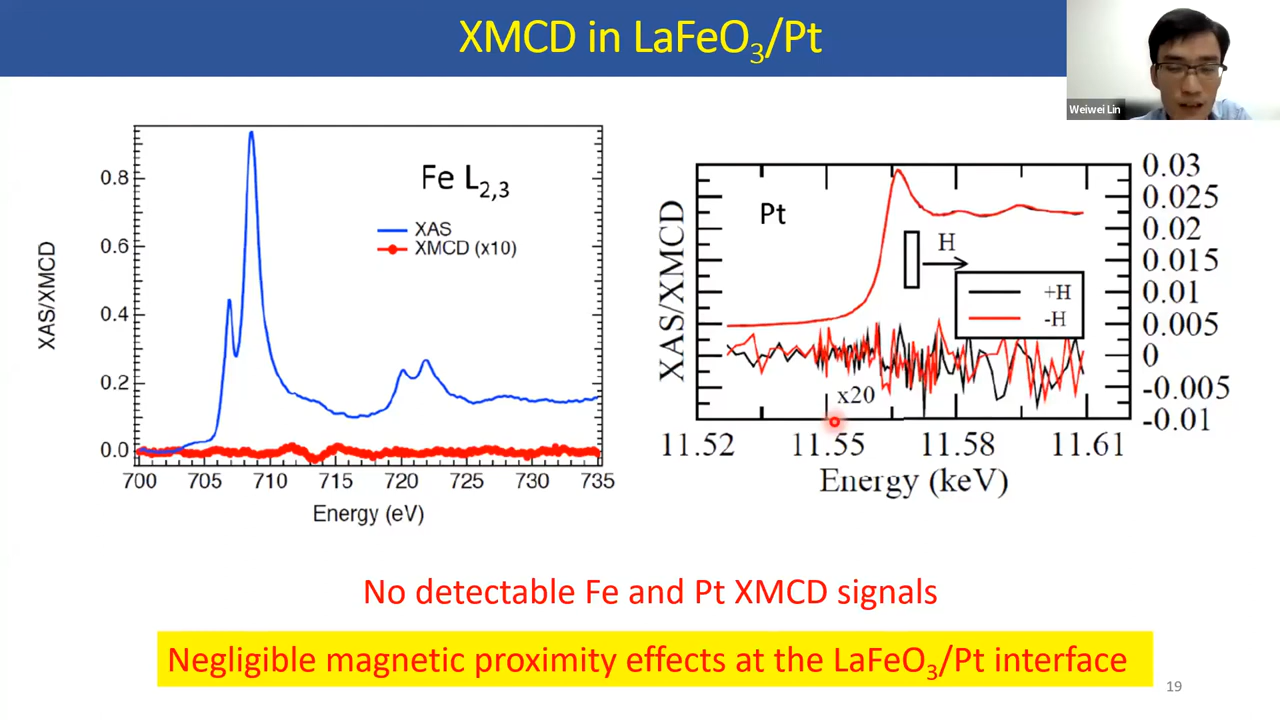 XMCD in LaFeO₃/Pt
Weiwei Lin
Fe L₂,₃
XAS
XMCD (x10)
XAS/XMCD
0.8
0.6
0.4
0.2
0.0
700 705 710 715 720 725 730 735
Energy (eV)
Pt
H
+H
-H
x20
XAS/XMCD
0.03
0.025
0.02
0.015
0.01
0.005
0
-0.005
-0.01
11.52 11.55 11.58 11.61
Energy (keV)
No detectable Fe and Pt XMCD signals
Negligible magnetic proximity effects at the LaFeO₃/Pt interface
19